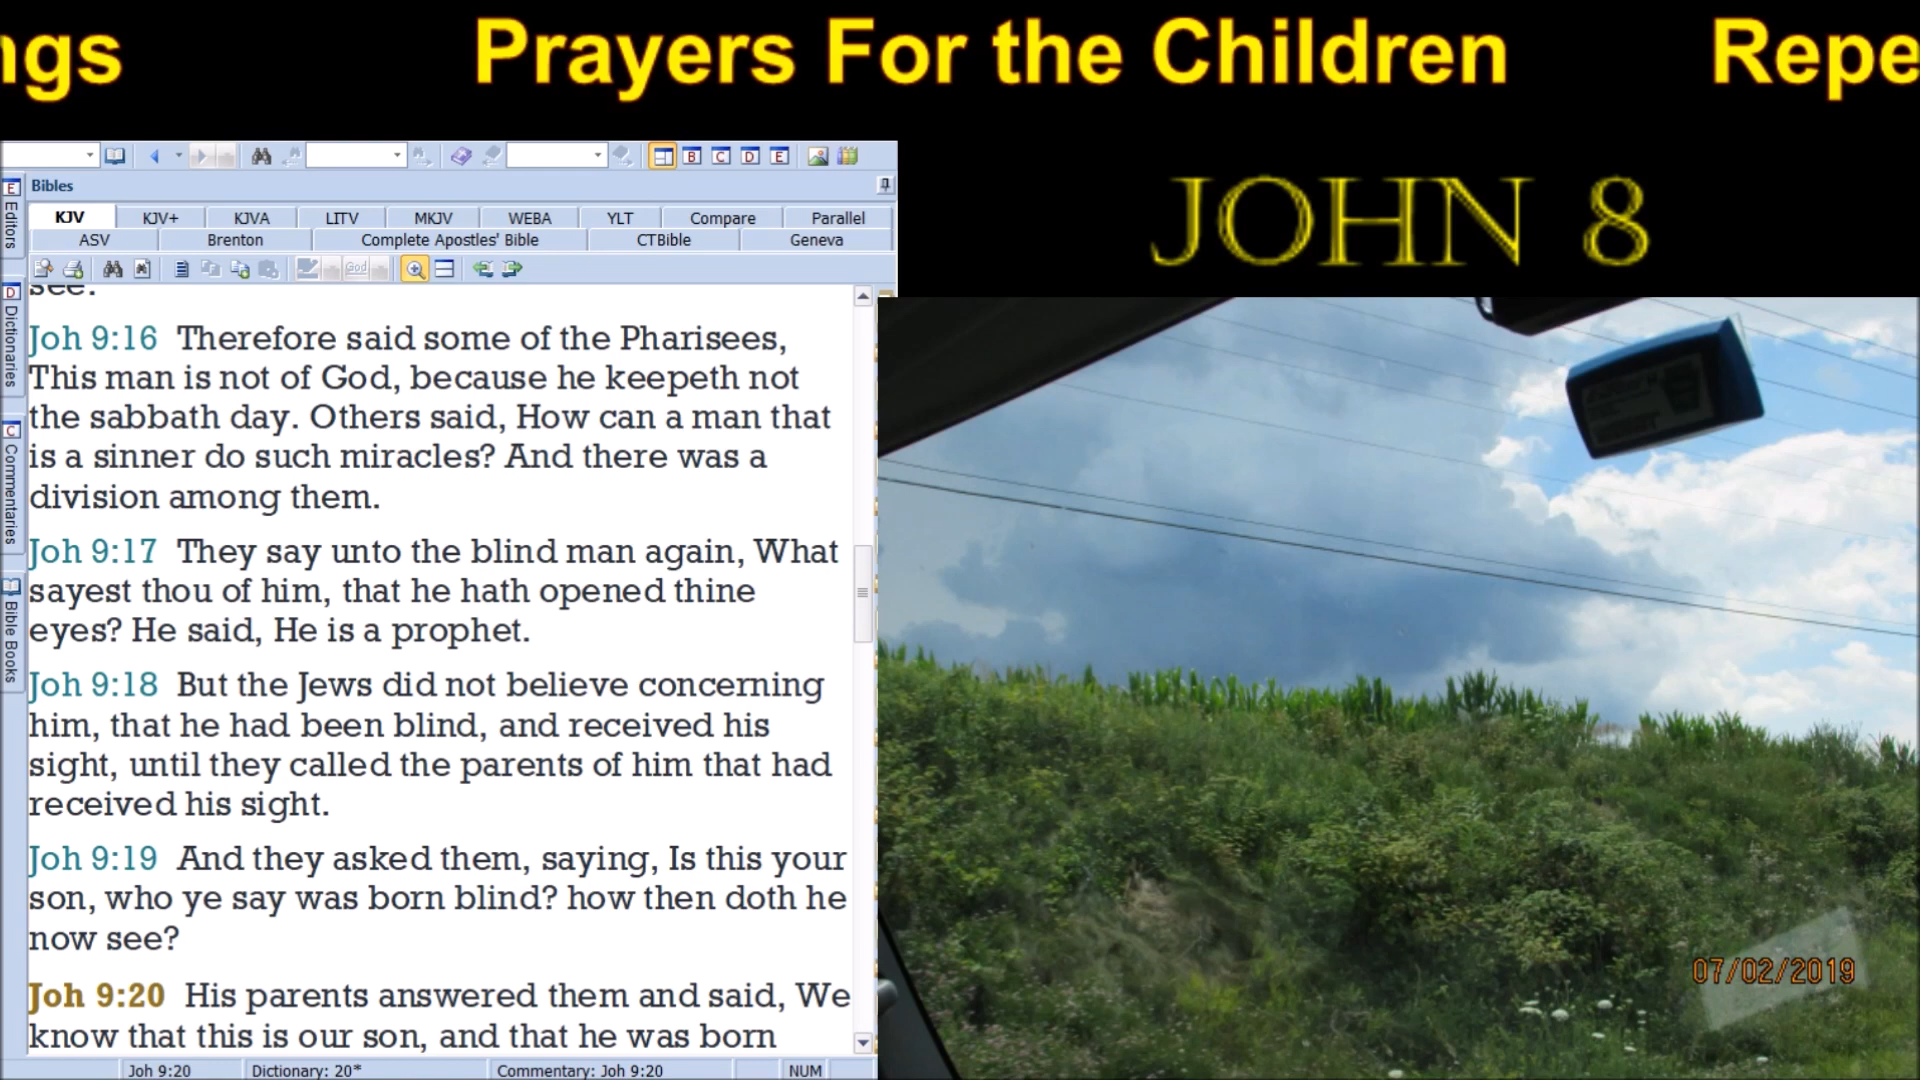 ngs Prayers For the Children Repe
JOHN 8
B C D E
Bibles
KJV KJV+ KJVA LITV MKJV WEBA YLT Compare Parallel
ASV Brenton Complete Apostles' Bible CTBible Geneva
God
E Editors
D Dictionaries
C Commentaries
Bible Books
see.
Joh 9:16 Therefore said some of the Pharisees,
This man is not of God, because he keepeth not
the sabbath day. Others said, How can a man that
is a sinner do such miracles? And there was a
division among them.
Joh 9:17 They say unto the blind man again, What
sayest thou of him, that he hath opened thine
eyes? He said, He is a prophet.
Joh 9:18 But the Jews did not believe concerning
him, that he had been blind, and received his
sight, until they called the parents of him that had
received his sight.
Joh 9:19 And they asked them, saying, Is this your
son, who ye say was born blind? how then doth he
now see?
Joh 9:20 His parents answered them and said, We
know that this is our son, and that he was born
Joh 9:20 Dictionary: 20* Commentary: Joh 9:20 NUM
07/02/2019